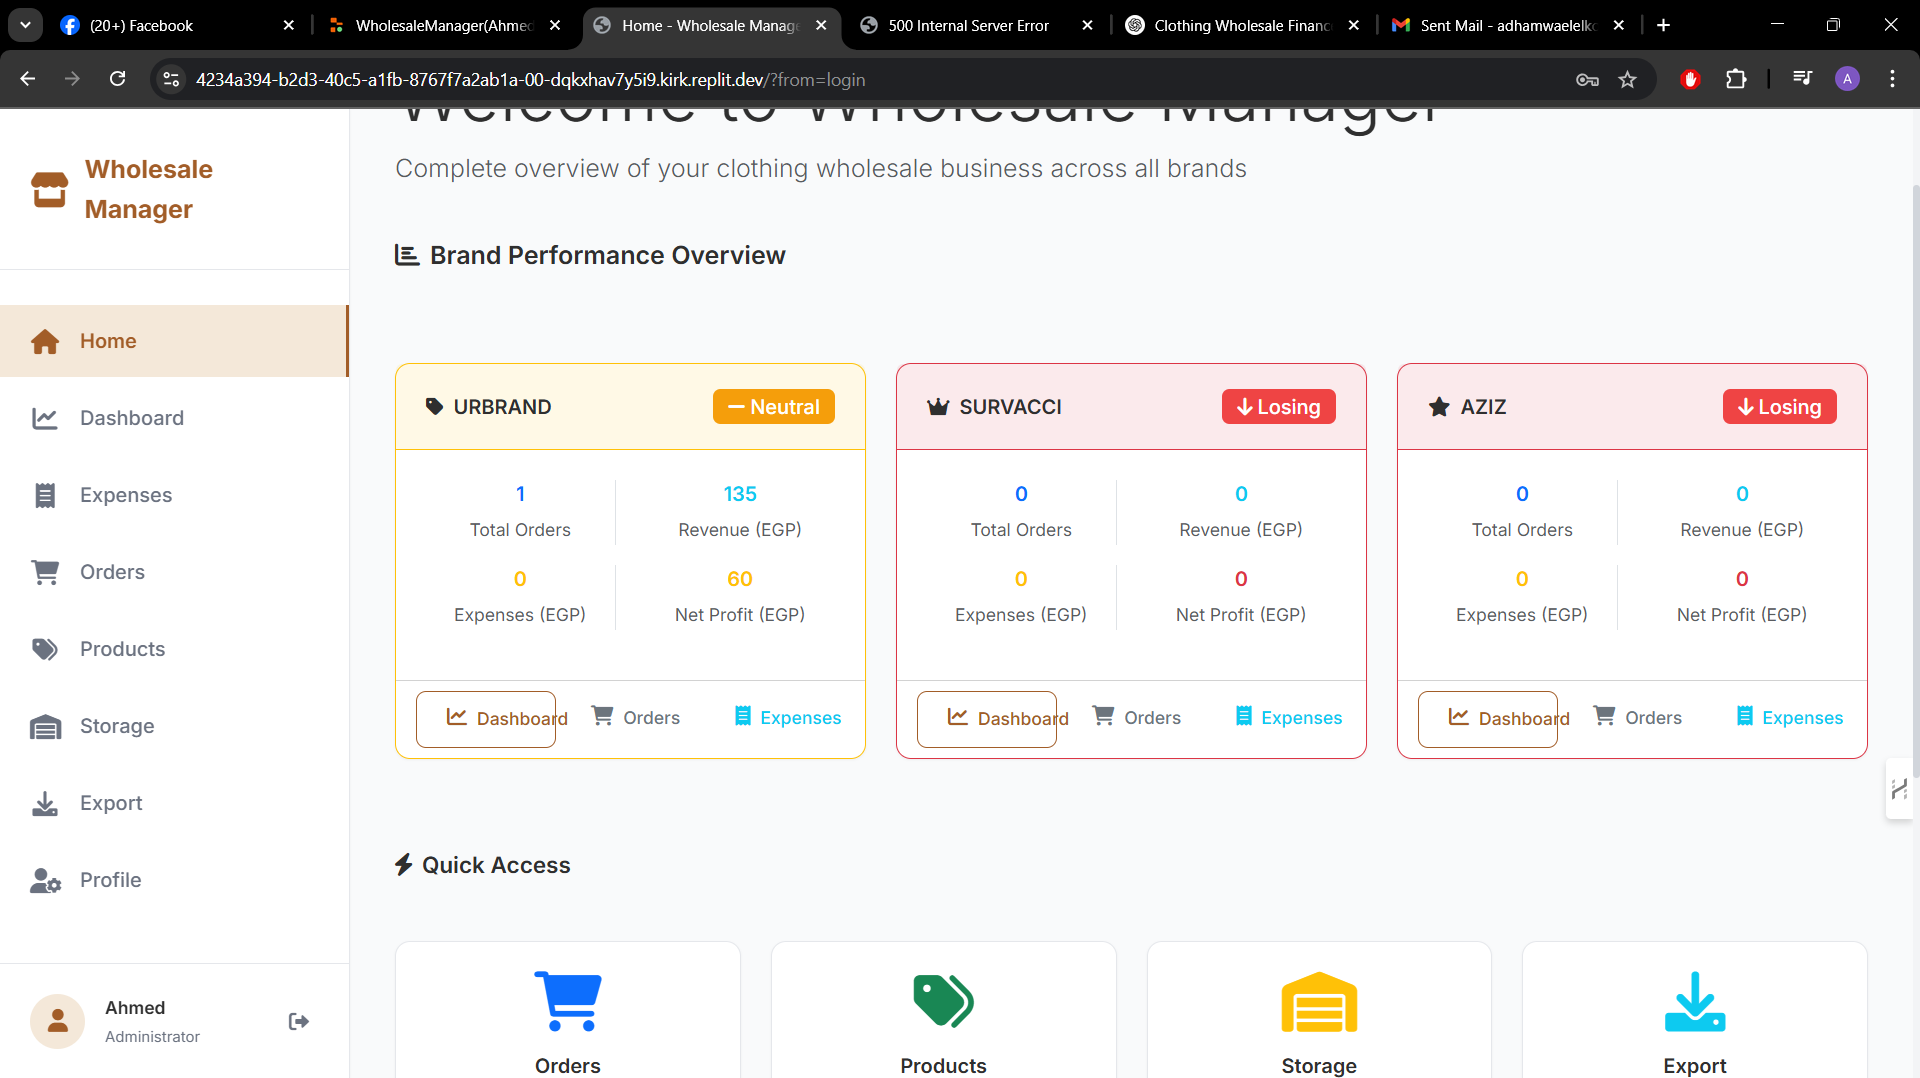 (20+) Facebook
WholesaleManager(Ahmed
Home - Wholesale Manag
500 Internal Server Error
Clothing Wholesale Financ
Sent Mail - adhamwaelelk
4234a394-b2d3-40c5-a1fb-8767f7a2ab1a-00-dqkxhav7y5i9.kirk.replit.dev/?from=login
A
Wholesale
Manager
Home
Dashboard
Expenses
Orders
Products
Storage
Export
Profile
Ahmed
Administrator
Welcome to Wholesale Manager
Complete overview of your clothing wholesale business across all brands
Brand Performance Overview
URBRAND
Neutral
1
135
Total Orders
Revenue (EGP)
0
60
Expenses (EGP)
Net Profit (EGP)
Dashboard
Orders
Expenses
SURVACCI
Losing
0
0
Total Orders
Revenue (EGP)
0
0
Expenses (EGP)
Net Profit (EGP)
Dashboard
Orders
Expenses
AZIZ
Losing
0
0
Total Orders
Revenue (EGP)
0
0
Expenses (EGP)
Net Profit (EGP)
Dashboard
Orders
Expenses
Quick Access
Orders
Products
Storage
Export